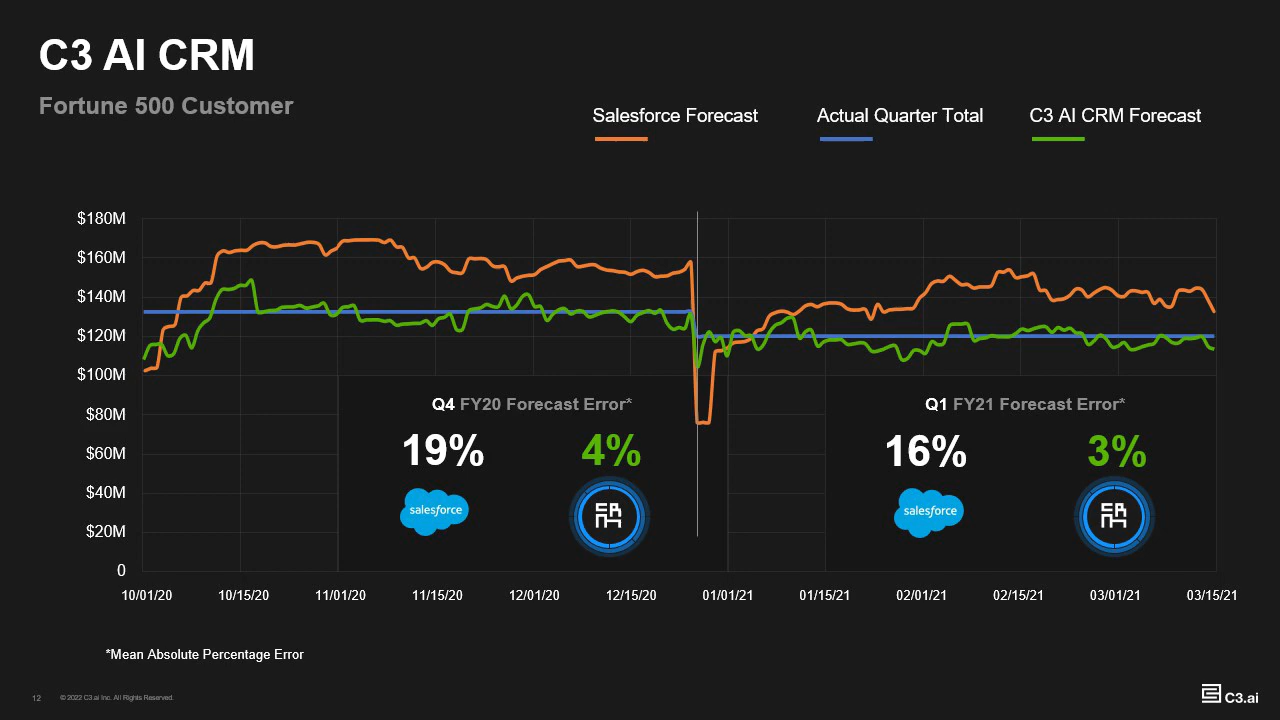 C3 AI CRM
Fortune 500 Customer
Salesforce Forecast
Actual Quarter Total
C3 AI CRM Forecast
$180M
$160M
$140M
$120M
$100M
$80M
$60M
$40M
$20M
0
Q4 FY20 Forecast Error*
19%
4%
salesforce
Q1 FY21 Forecast Error*
16%
3%
salesforce
10/01/20
10/15/20
11/01/20
11/15/20
12/01/20
12/15/20
01/01/21
01/15/21
02/01/21
02/15/21
03/01/21
03/15/21
*Mean Absolute Percentage Error
12
© 2022 C3.ai Inc. All Rights Reserved.
C3.ai